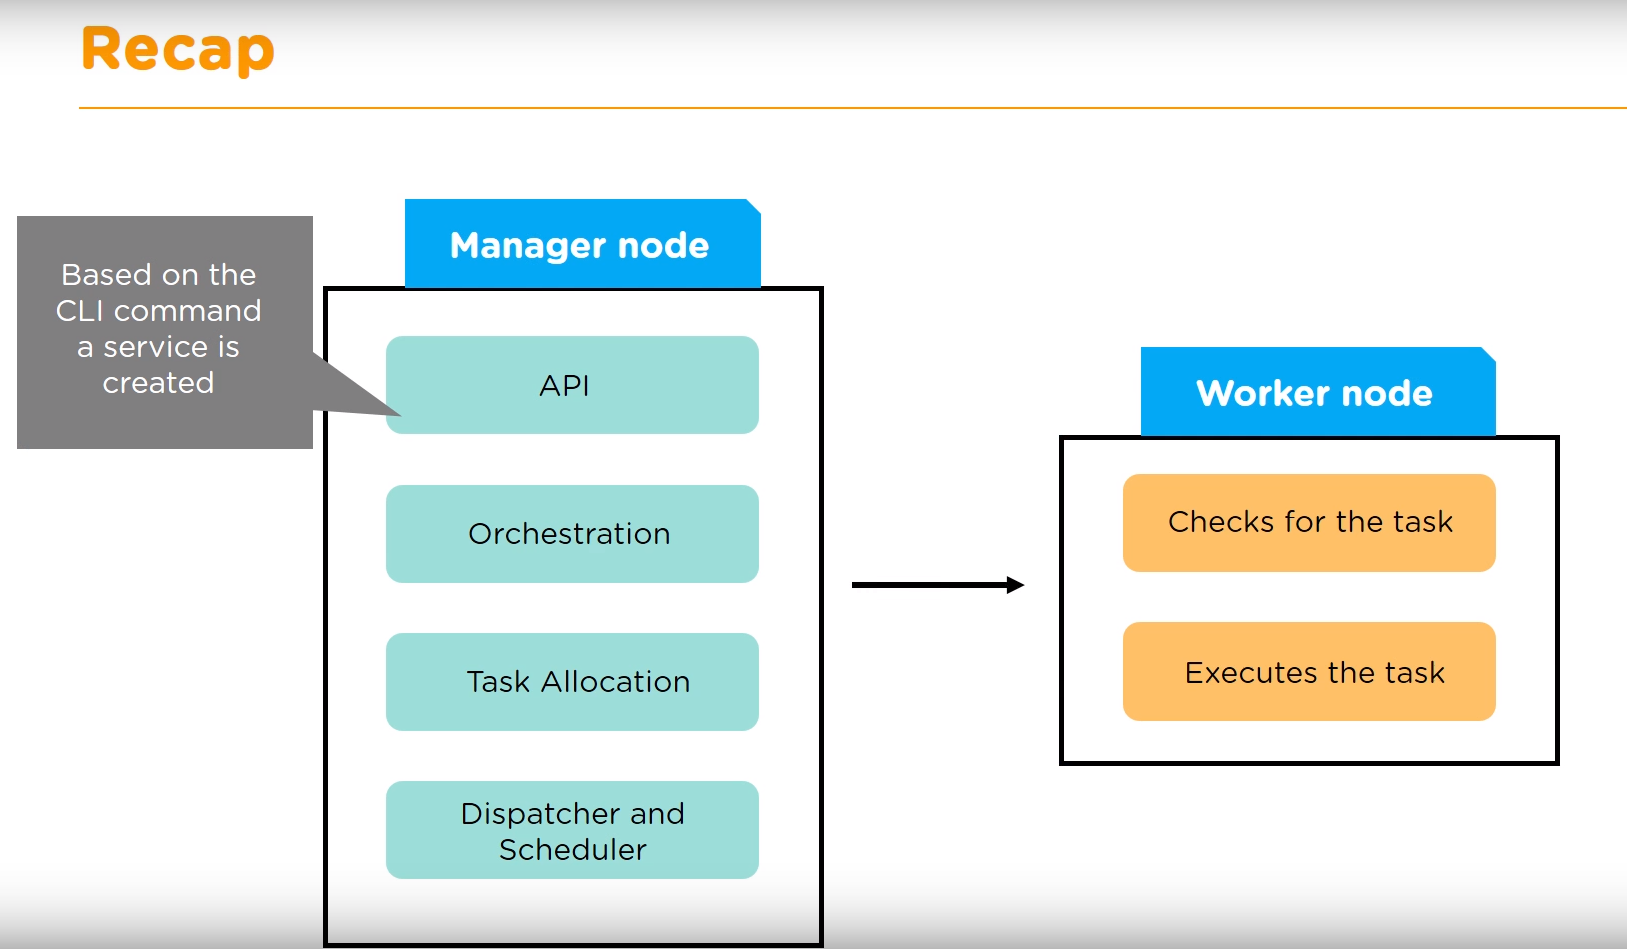 Recap
Based on the
CLI command
a service is
created
Manager node
API
Orchestration
Task Allocation
Dispatcher and
Scheduler
Worker node
Checks for the task
Executes the task